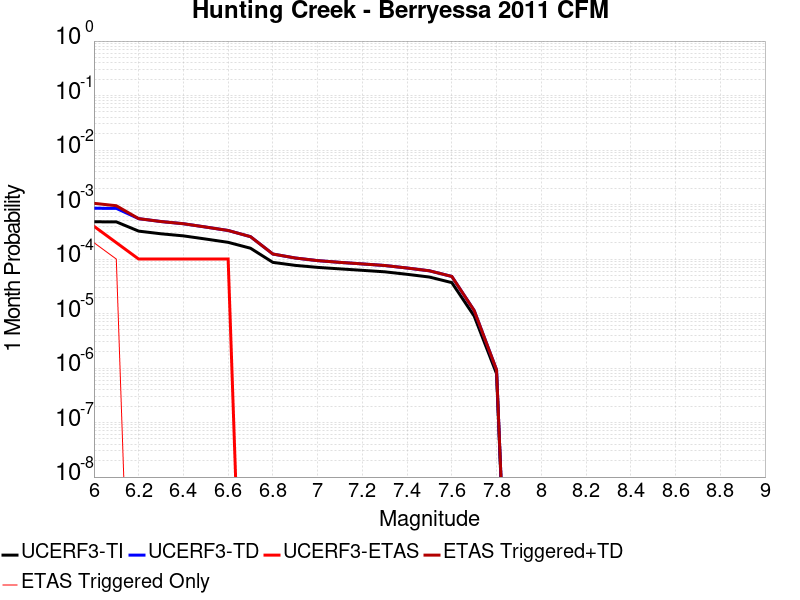 Hunting Creek - Berryessa 2011 CFM
1 Month Probability
10^0
10^-1
10^-2
10^-3
10^-4
10^-5
10^-6
10^-7
10^-8
6 6.2 6.4 6.6 6.8 7 7.2 7.4 7.6 7.8 8 8.2 8.4 8.6 8.8 9
Magnitude
UCERF3-TI UCERF3-TD UCERF3-ETAS ETAS Triggered+TD
ETAS Triggered Only